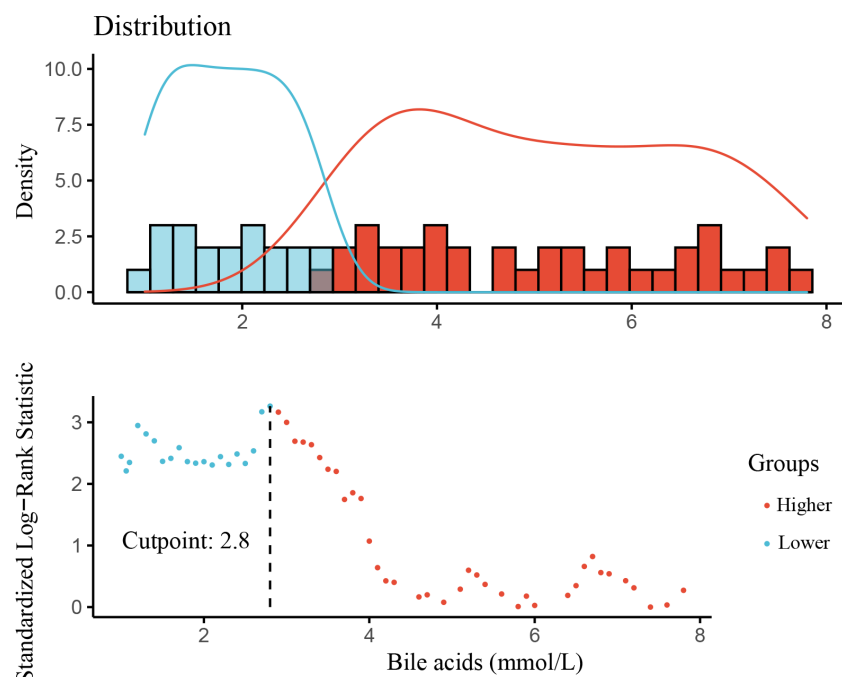 Distribution
Density
10.0
7.5
5.0
2.5
0.0
2 4 6 8
Standardized Log−Rank Statistic
3
2
1
0
Cutpoint: 2.8
2 4 6 8
Bile acids (mmol/L)
Groups
Higher
Lower